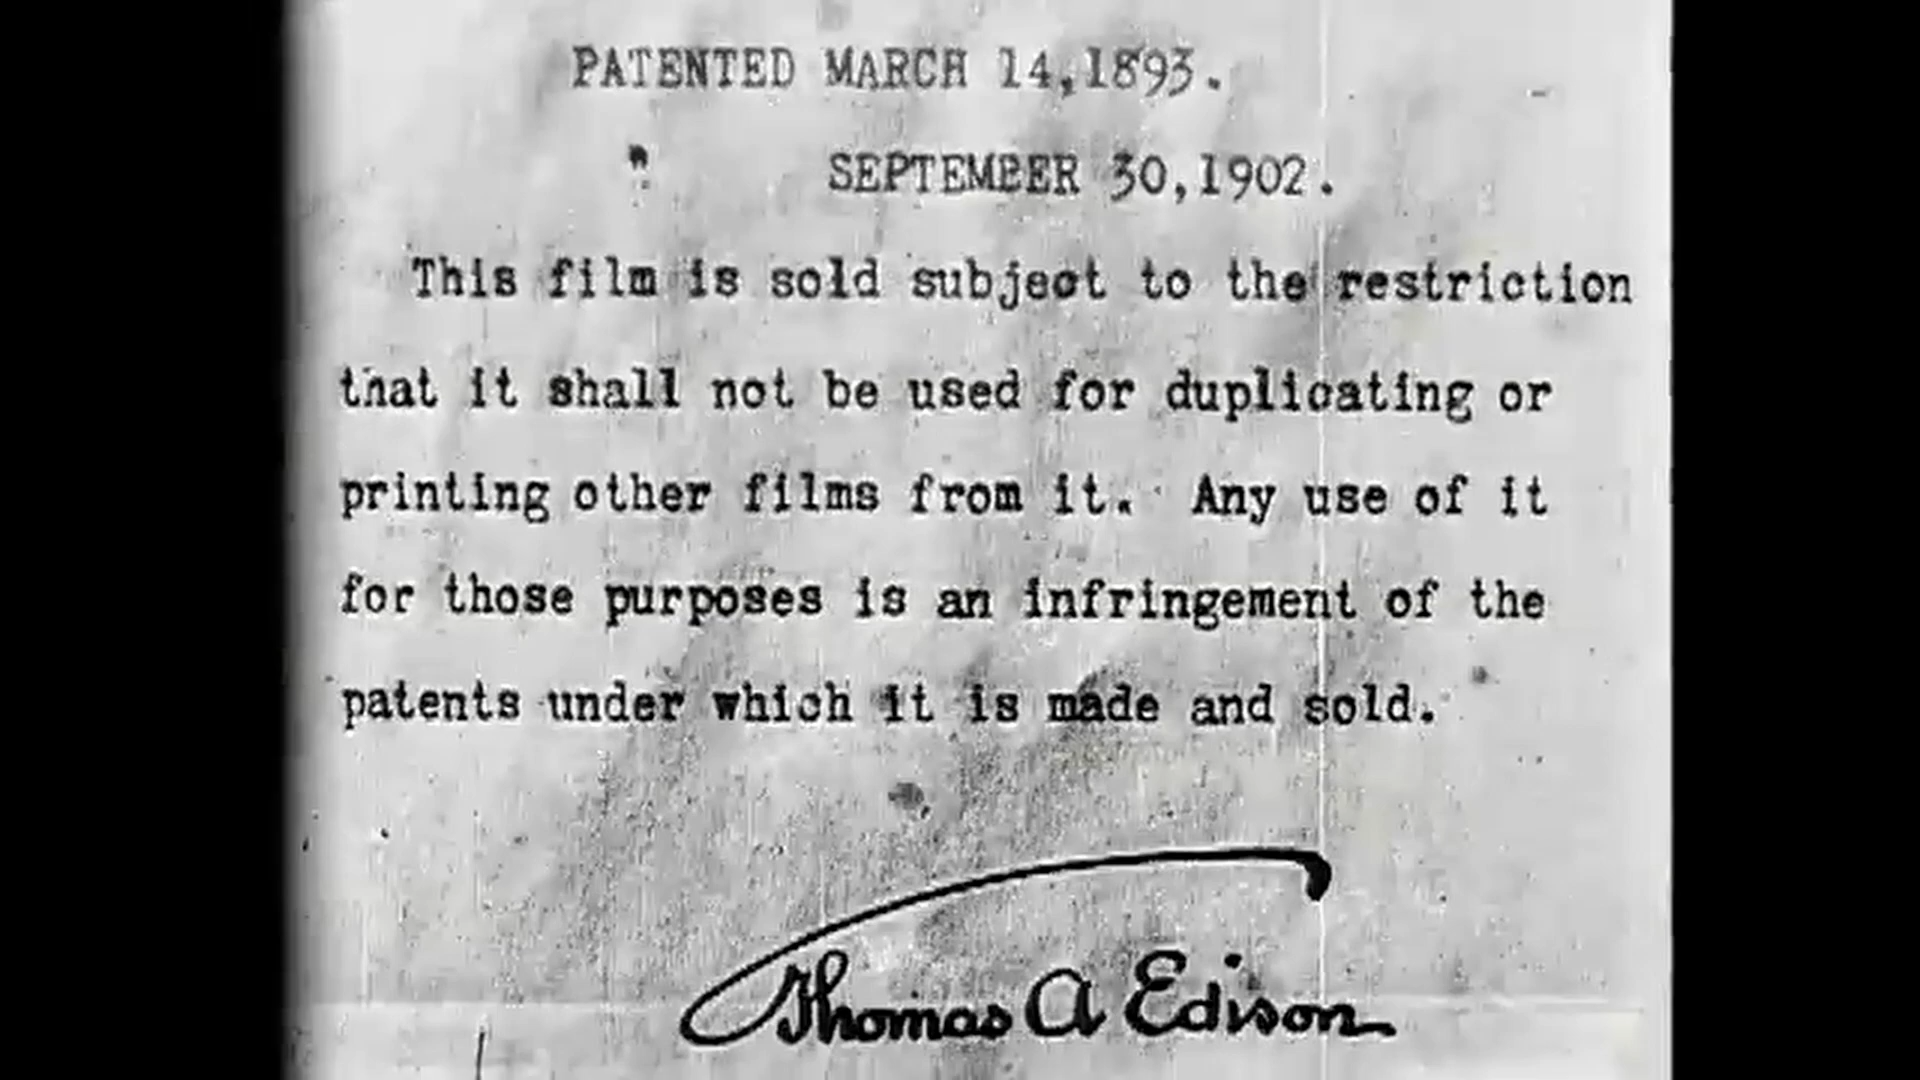 PATENTED MARCH 14,1893.
" SEPTEMBER 30,1902.
This film is sold subject to the restriction
that it shall not be used for duplicating or
printing other films from it. Any use of it
for those purposes is an infringement of the
patents under which it is made and sold.
Thomas A Edison